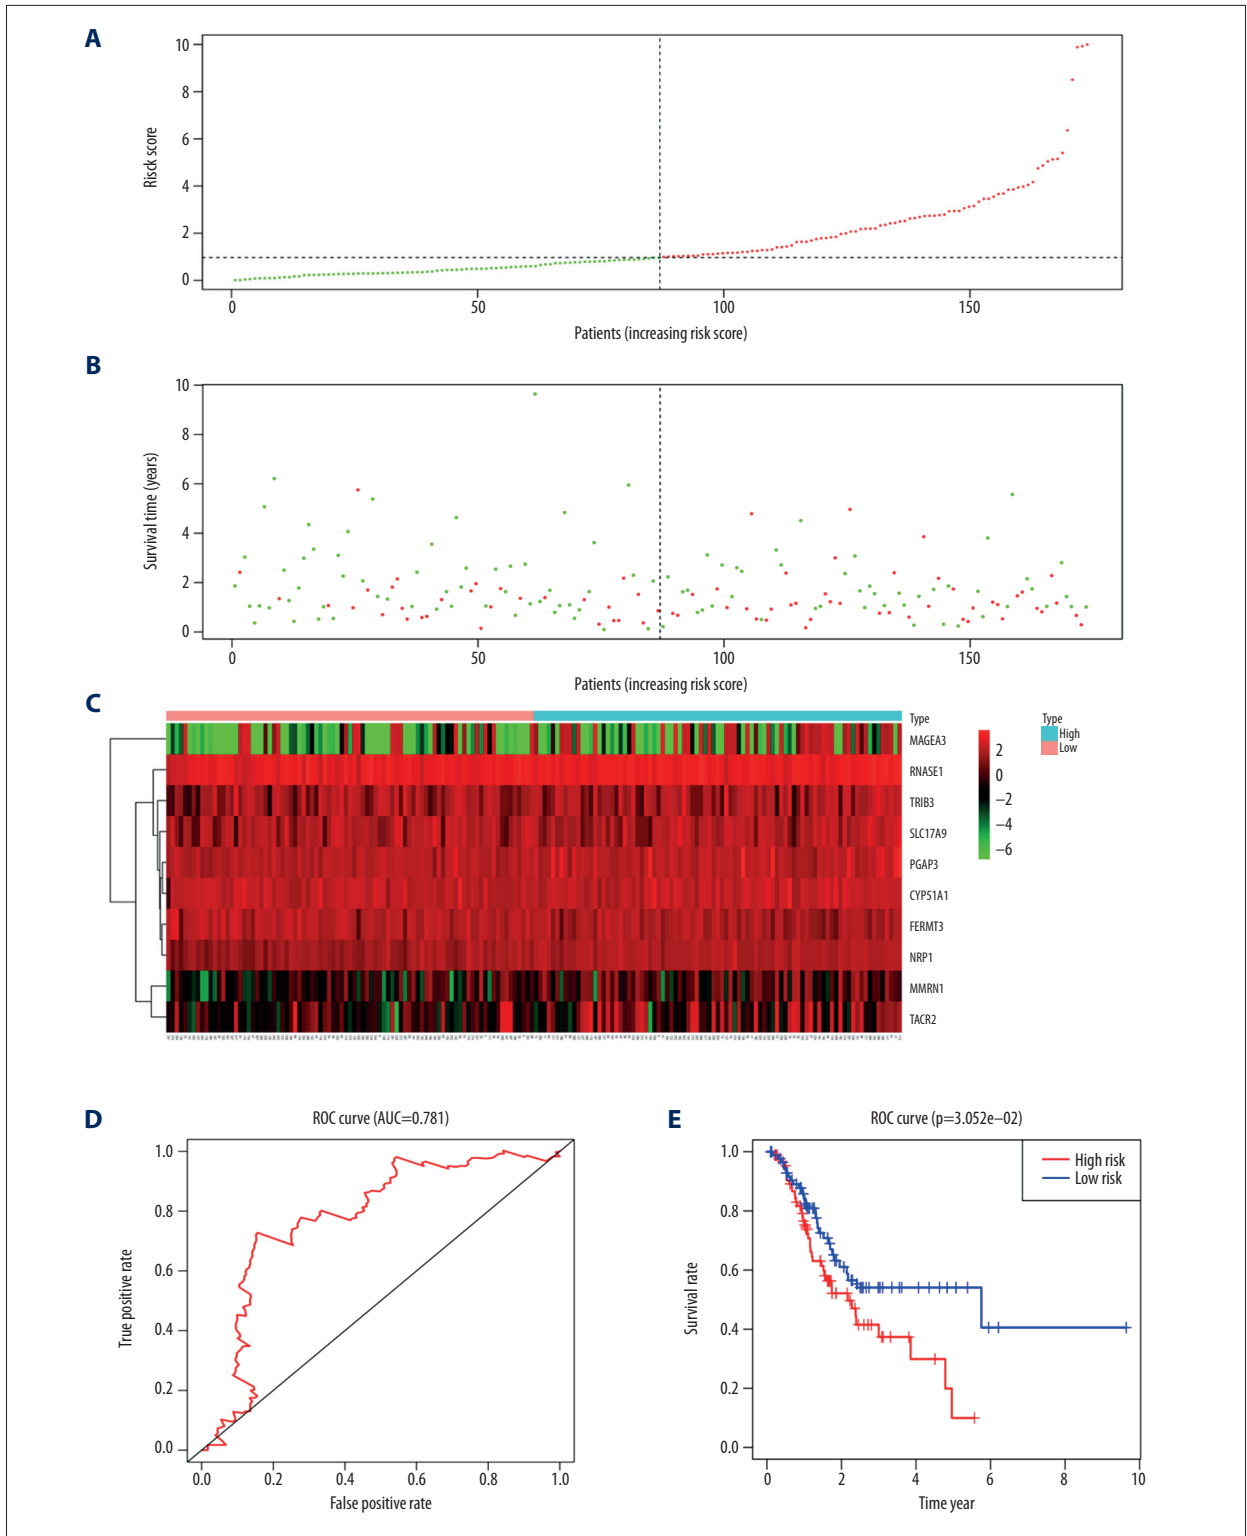 A
10
8
6
4
2
0
Risck score
0
50
100
150
Patients (increasing risk score)
B
10
8
6
4
2
0
Survival time (years)
0
50
100
150
Patients (increasing risk score)
C
Type
MAGEA3
RNASE1
TRIB3
SLC17A9
PGAP3
CYP51A1
FERMT3
NRP1
MMRN1
TACR2
2
0
−2
−4
−6
Type
High
Low
D
ROC curve (AUC=0.781)
1.0
0.8
0.6
0.4
0.2
0.0
True positive rate
0.0
0.2
0.4
0.6
0.8
1.0
False positive rate
E
ROC curve (p=3.052e−02)
High risk
Low risk
1.0
0.8
0.6
0.4
0.2
0.0
Survival rate
0
2
4
6
8
10
Time year